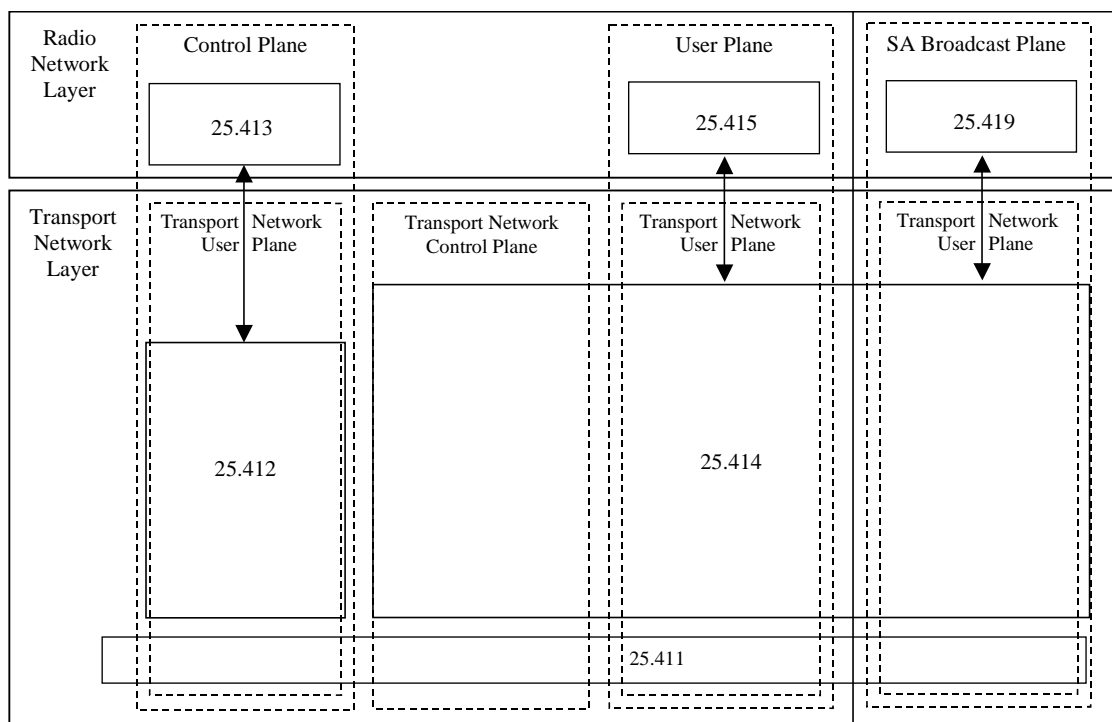 Radio
Network
Layer
Control Plane
User Plane
SA Broadcast Plane
25.413
25.415
25.419
Transport
Network
Layer
Transport Network
User Plane
Transport Network
Control Plane
Transport Network
User Plane
Transport Network
User Plane
25.412
25.414
25.411